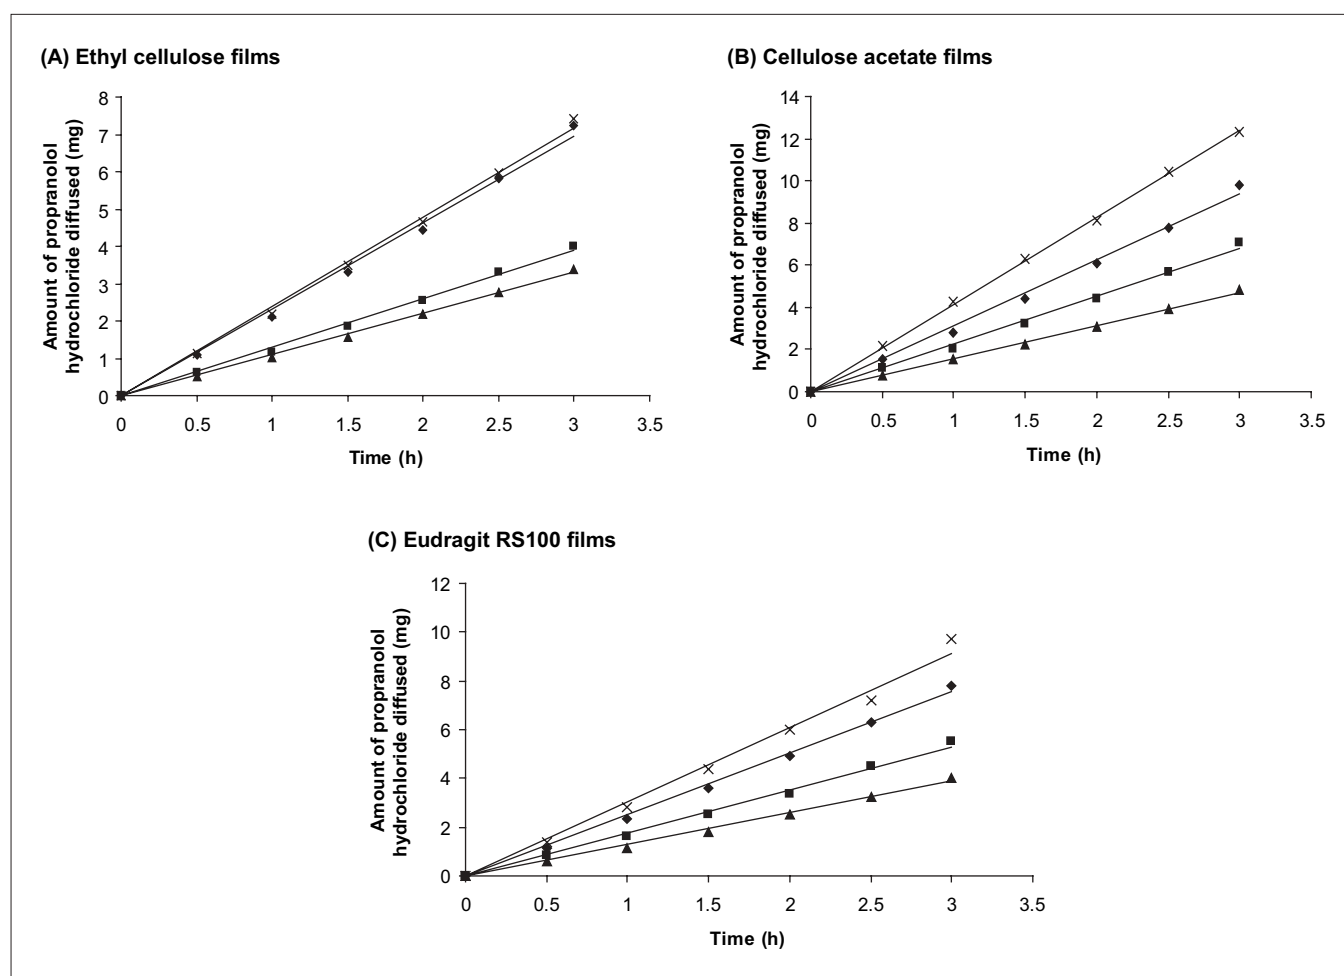 (A) Ethyl cellulose films
Amount of propranolol
hydrochloride diffused (mg)
8
7
6
5
4
3
2
1
0
0 0.5 1 1.5 2 2.5 3 3.5
Time (h)
(B) Cellulose acetate films
Amount of propranolol
hydrochloride diffused (mg)
14
12
10
8
6
4
2
0
0 0.5 1 1.5 2 2.5 3 3.5
Time (h)
(C) Eudragit RS100 films
Amount of propranolol
hydrochloride diffused (mg)
12
10
8
6
4
2
0
0 0.5 1 1.5 2 2.5 3 3.5
Time (h)